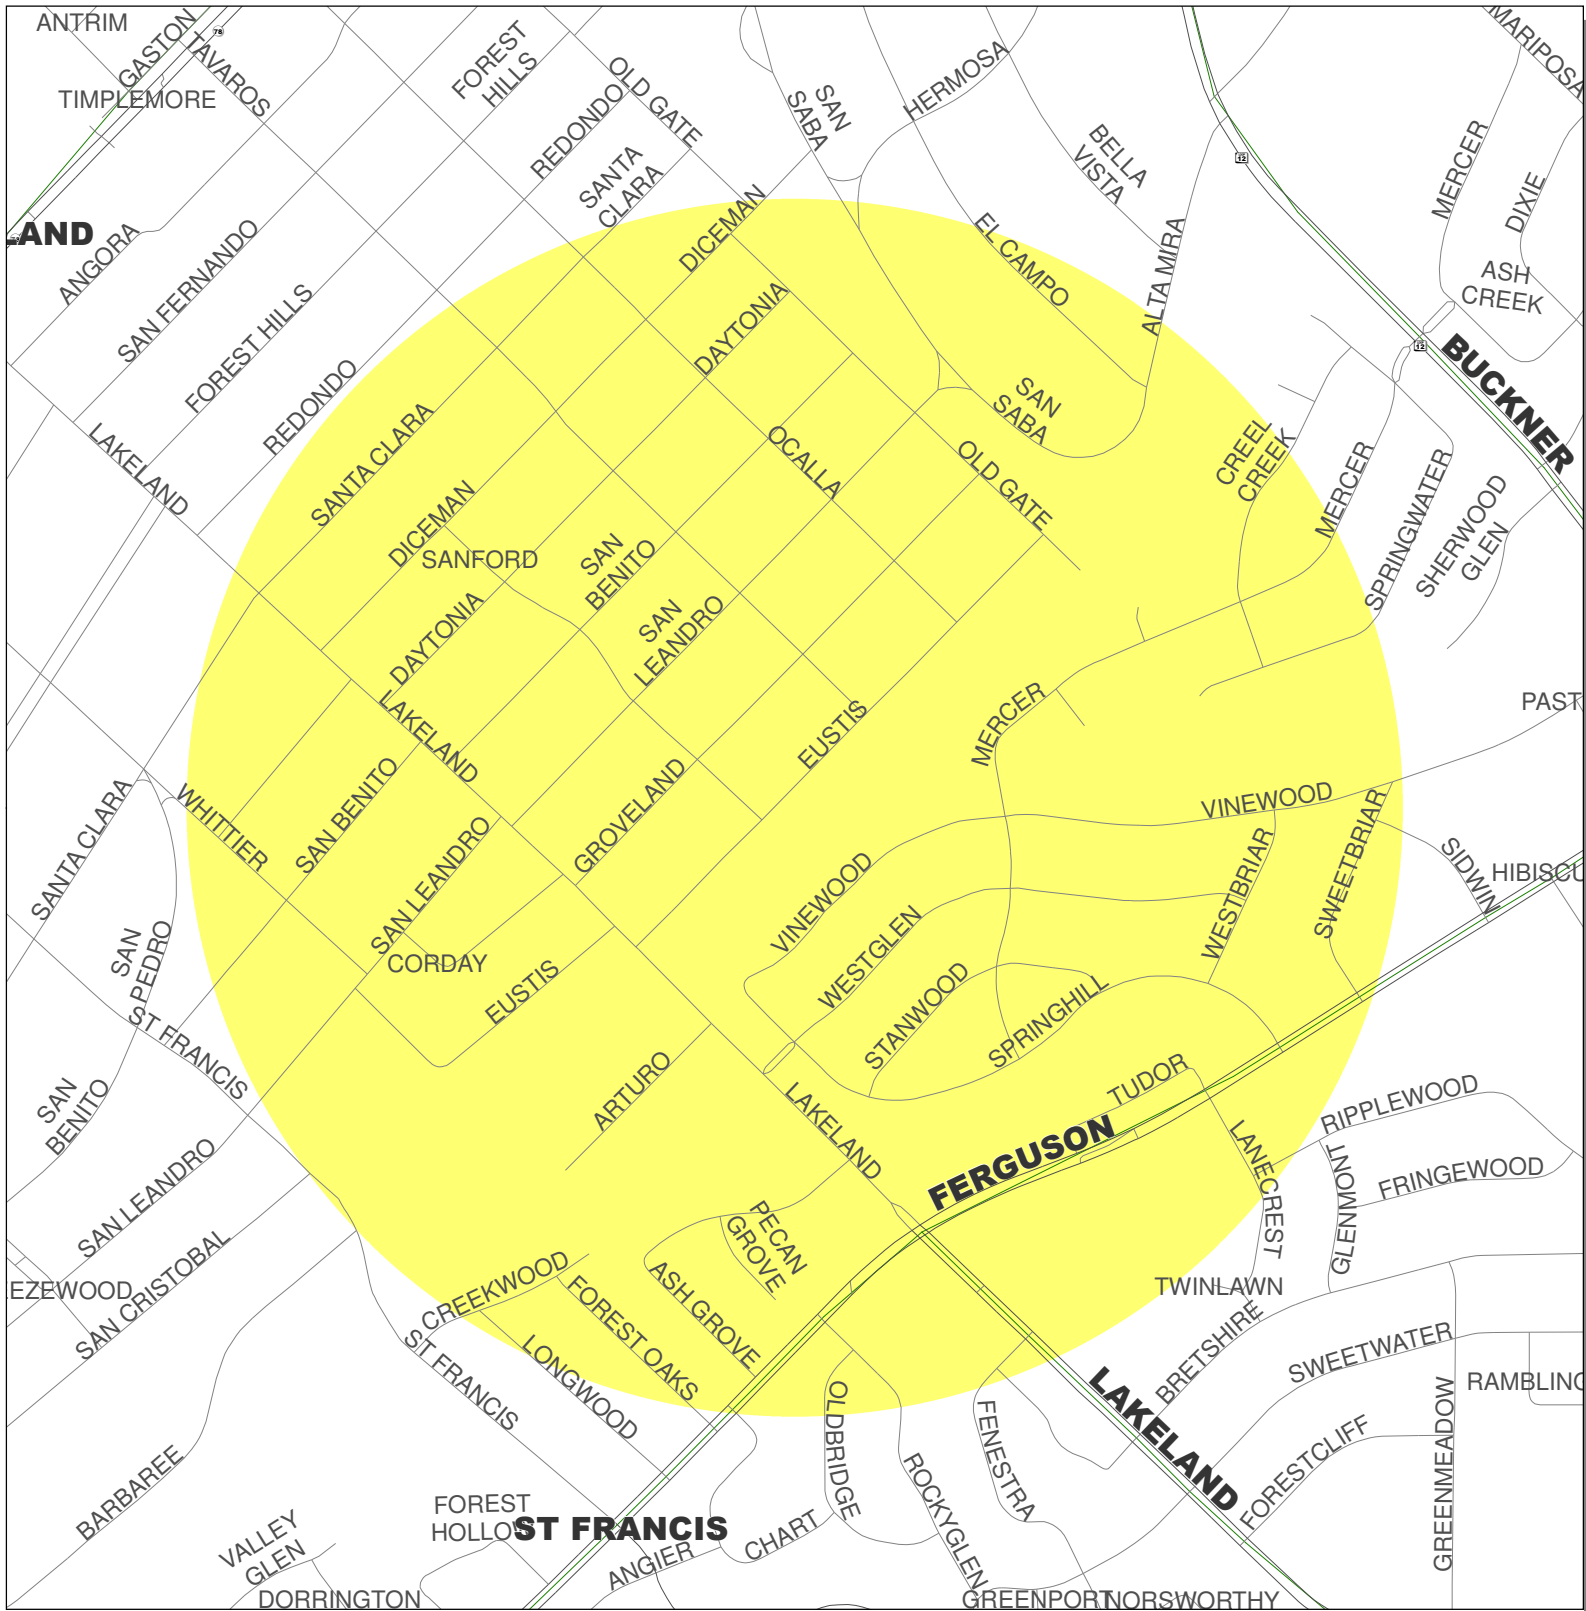 ANTRIM
GASTON
78
TAVAROS
TIMPLEMORE
FOREST
HILLS
OLD GATE
REDONDO
SANTA
CLARA
SAN
SABA
HERMOSA
BELLA
VISTA
12
MARIPOSA
MERCER
DIXIE
ASH
CREEK
LAND
ANGORA
SAN FERNANDO
FOREST HILLS
REDONDO
DICEMAN
DAYTONIA
EL CAMPO
ALTA MIRA
12
BUCKNER
LAKELAND
SANTA CLARA
DICEMAN
SANFORD
OCALLA
SAN
SABA
OLD GATE
CREEL
CREEK
MERCER
SPRINGWATER
SHERWOOD
GLEN
SAN
BENITO
DAYTONIA
SAN
LEANDRO
LAKELAND
EUSTIS
MERCER
PAST
SANTA CLARA
WHITTIER
SAN BENITO
SAN LEANDRO
GROVELAND
VINEWOOD
VINEWOOD
WESTBRIAR
SWEETBRIAR
SIDWIN
HIBISCU
SAN
PEDRO
CORDAY
EUSTIS
WESTGLEN
STANWOOD
SPRINGHILL
ST FRANCIS
SAN
BENITO
ARTURO
LAKELAND
TUDOR
FERGUSON
LANECREST
RIPPLEWOOD
GLENMONT
FRINGEWOOD
SAN LEANDRO
SAN CRISTOBAL
EZEWOOD
PECAN
GROVE
ASH GROVE
CREEKWOOD
FOREST OAKS
LONGWOOD
ST FRANCIS
TWINLAWN
BRETSHIRE
SWEETWATER
RAMBLING
LAKELAND
OLDBRIDGE
FENESTRA
ROCKYGLEN
FORESTCLIFF
GREENMEADOW
BARBAREE
VALLEY
GLEN
FOREST
HOLLOW
ST FRANCIS
CHART
ANGIER
DORRINGTON
GREENPORT
NORSWORTHY